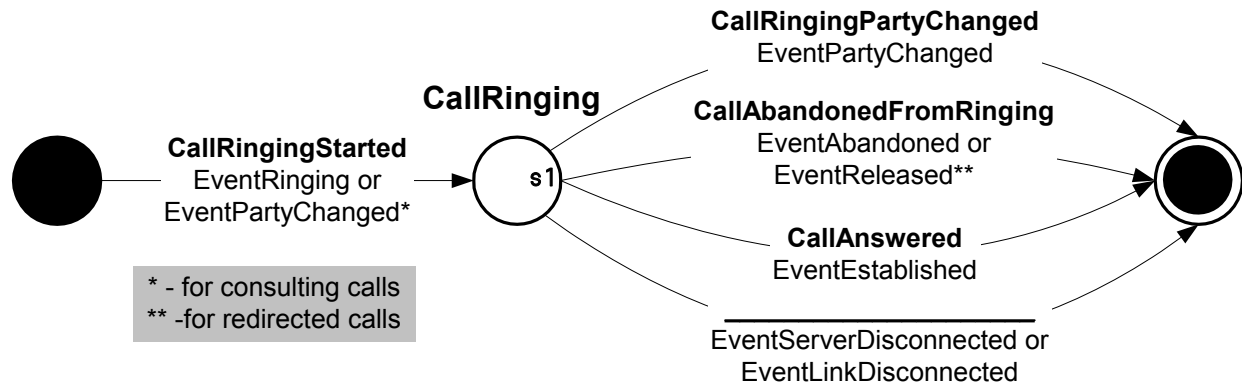 CallRingingPartyChanged
EventPartyChanged
CallRinging
CallAbandonedFromRinging
EventAbandoned or
EventReleased**
CallRingingStarted
EventRinging or
EventPartyChanged*
s1
CallAnswered
EventEstablished
* - for consulting calls
** -for redirected calls
EventServerDisconnected or
EventLinkDisconnected